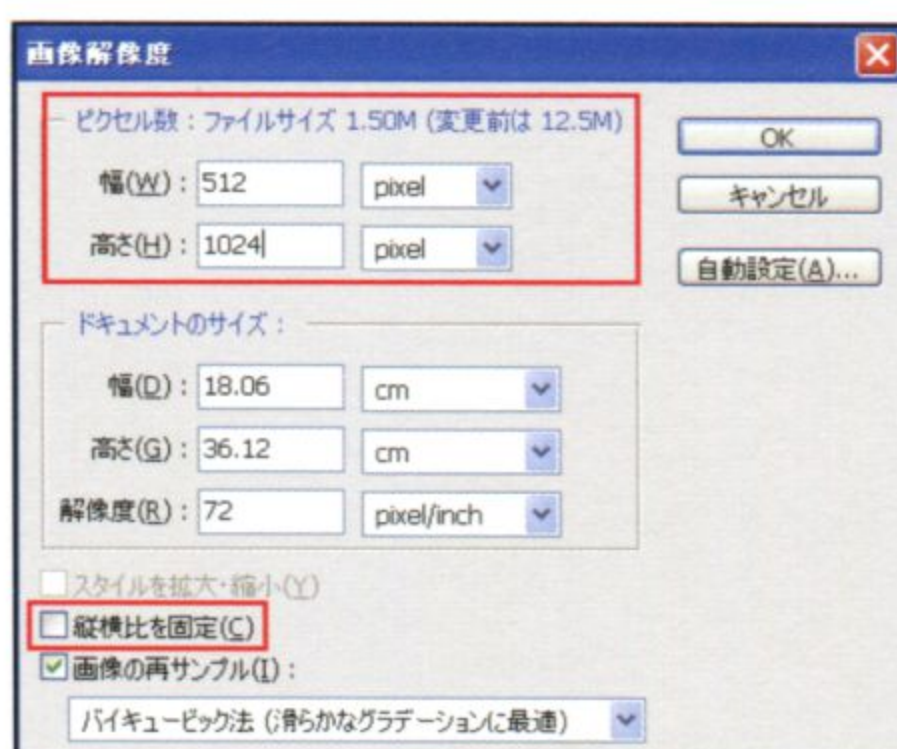 画像解像度
ピクセル数：ファイルサイズ 1.50M (変更前は 12.5M)
幅(W)：512 pixel
高さ(H)：1024 pixel
OK
キャンセル
自動設定(A)...
ドキュメントのサイズ：
幅(D)：18.06 cm
高さ(G)：36.12 cm
解像度(R)：72 pixel/inch
スタイルを拡大・縮小(Y)
縦横比を固定(C)
画像の再サンプル(I)：
バイキュービック法 (滑らかなグラデーションに最適)